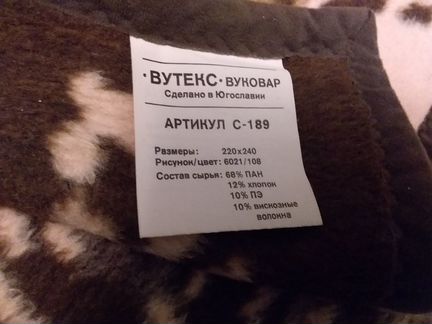 ·ВУТЕКС· ВУКОВАР
Сделано в Югославии
АРТИКУЛ С-189
Размеры: 220х240
Рисунок/цвет: 6021/108
Состав сырья: 68% ПАН
12% хлопок
10% ПЭ
10% вискозные
волокна